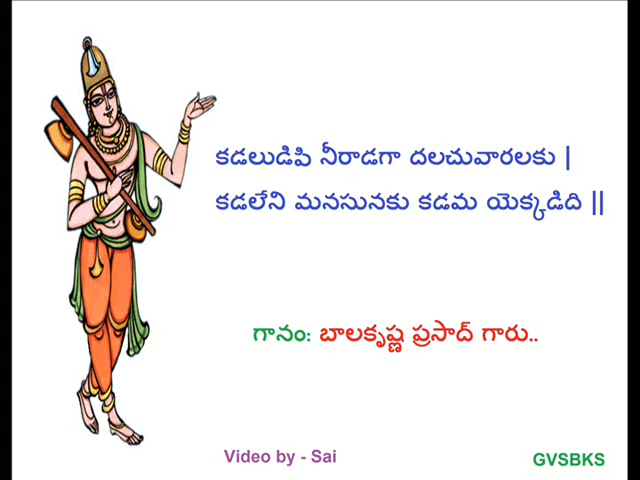 కడలుడిపి నీరాడగా దలచువారలకు |
కడలేని మనసునకు కడమ యెక్కడిది ||
గానం: బాలకృష్ణ ప్రసాద్ గారు..
Video by - Sai
GVSBKS